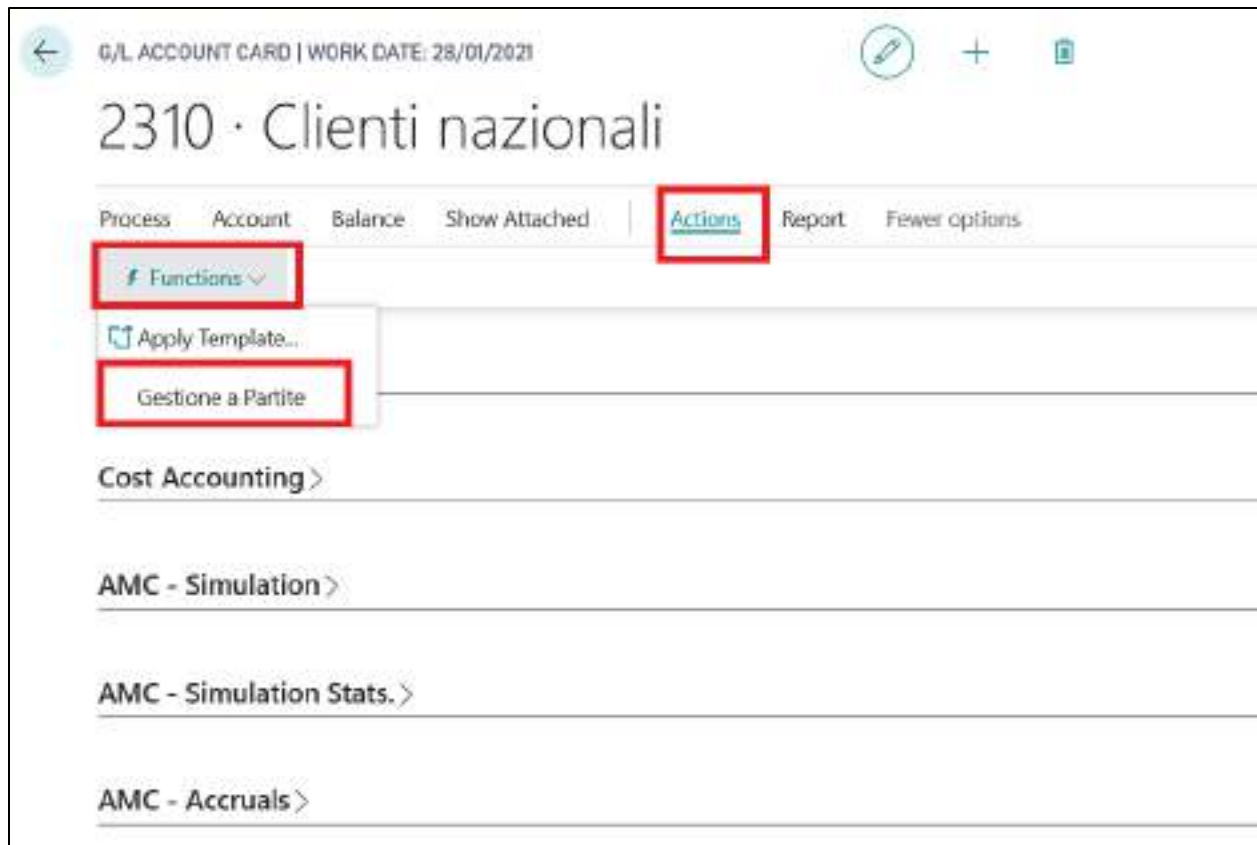 G/L ACCOUNT CARD | WORK DATE: 28/01/2021
2310 · Clienti nazionali
Process Account Balance Show Attached Actions Report Fewer options
Functions
Apply Template...
Gestione a Partite
Cost Accounting
AMC - Simulation
AMC - Simulation Stats.
AMC - Accruals